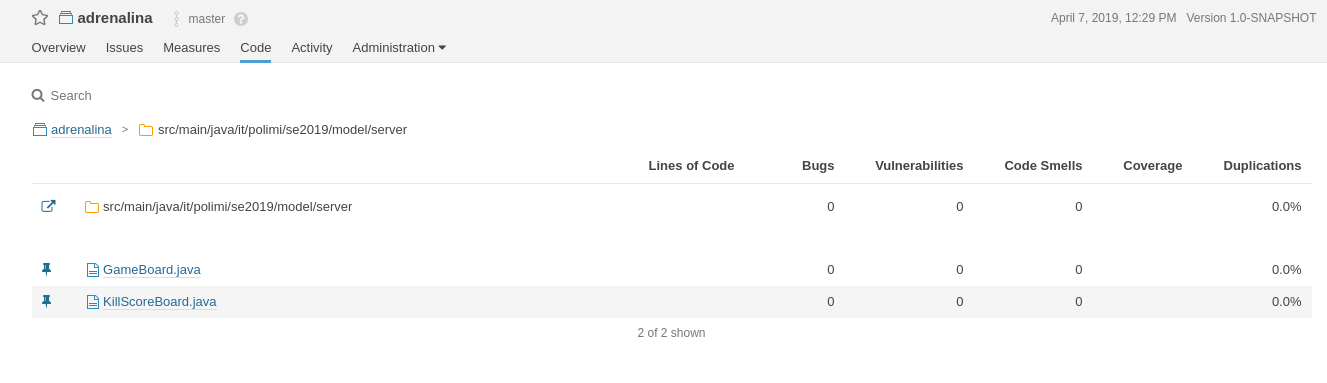 adrenalina master ? April 7, 2019, 12:29 PM Version 1.0-SNAPSHOT
Overview Issues Measures Code Activity Administration
Search
adrenalina > src/main/java/it/polimi/se2019/model/server
Lines of Code Bugs Vulnerabilities Code Smells Coverage Duplications
src/main/java/it/polimi/se2019/model/server 0 0 0 0.0%
GameBoard.java 0 0 0 0.0%
KillScoreBoard.java 0 0 0 0.0%
2 of 2 shown